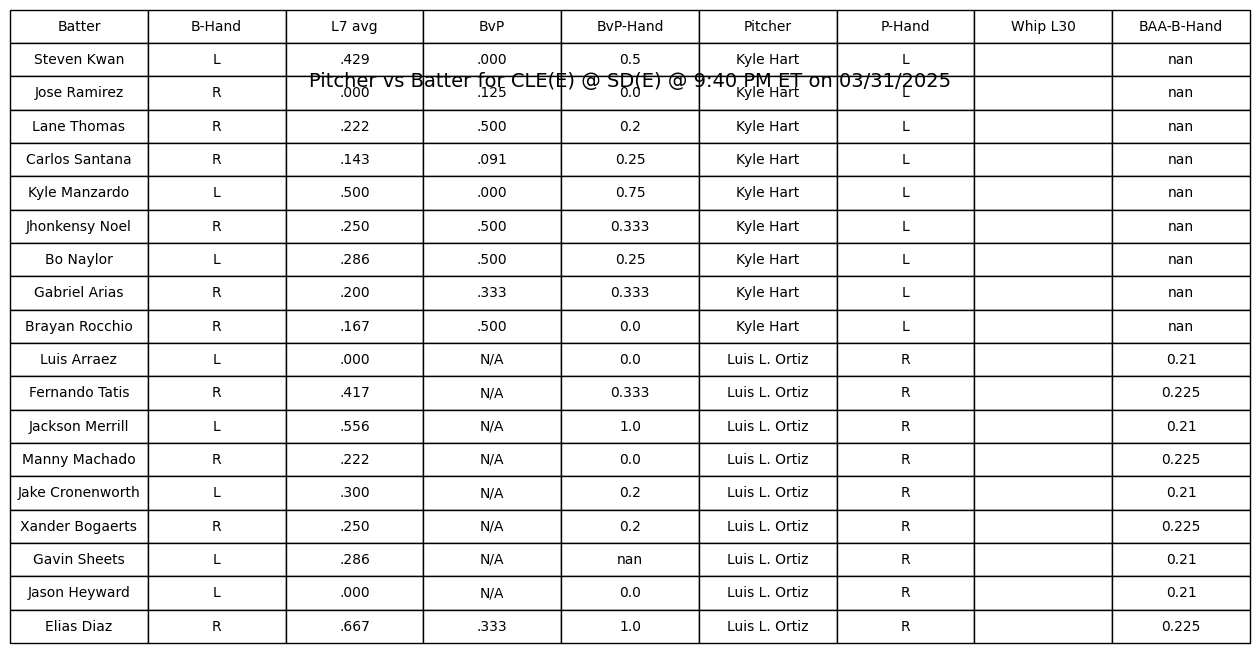 Batter B-Hand L7 avg BvP BvP-Hand Pitcher P-Hand Whip L30 BAA-B-Hand
Steven Kwan L .429 .000 0.5 Kyle Hart L nan
Pitcher vs Batter for CLE(E) @ SD(E) @ 9:40 PM ET on 03/31/2025
Jose Ramirez R .000 .125 0.0 Kyle Hart L nan
Lane Thomas R .222 .500 0.2 Kyle Hart L nan
Carlos Santana R .143 .091 0.25 Kyle Hart L nan
Kyle Manzardo L .500 .000 0.75 Kyle Hart L nan
Jhonkensy Noel R .250 .500 0.333 Kyle Hart L nan
Bo Naylor L .286 .500 0.25 Kyle Hart L nan
Gabriel Arias R .200 .333 0.333 Kyle Hart L nan
Brayan Rocchio R .167 .500 0.0 Kyle Hart L nan
Luis Arraez L .000 N/A 0.0 Luis L. Ortiz R 0.21
Fernando Tatis R .417 N/A 0.333 Luis L. Ortiz R 0.225
Jackson Merrill L .556 N/A 1.0 Luis L. Ortiz R 0.21
Manny Machado R .222 N/A 0.0 Luis L. Ortiz R 0.225
Jake Cronenworth L .300 N/A 0.2 Luis L. Ortiz R 0.21
Xander Bogaerts R .250 N/A 0.2 Luis L. Ortiz R 0.225
Gavin Sheets L .286 N/A nan Luis L. Ortiz R 0.21
Jason Heyward L .000 N/A 0.0 Luis L. Ortiz R 0.21
Elias Diaz R .667 .333 1.0 Luis L. Ortiz R 0.225